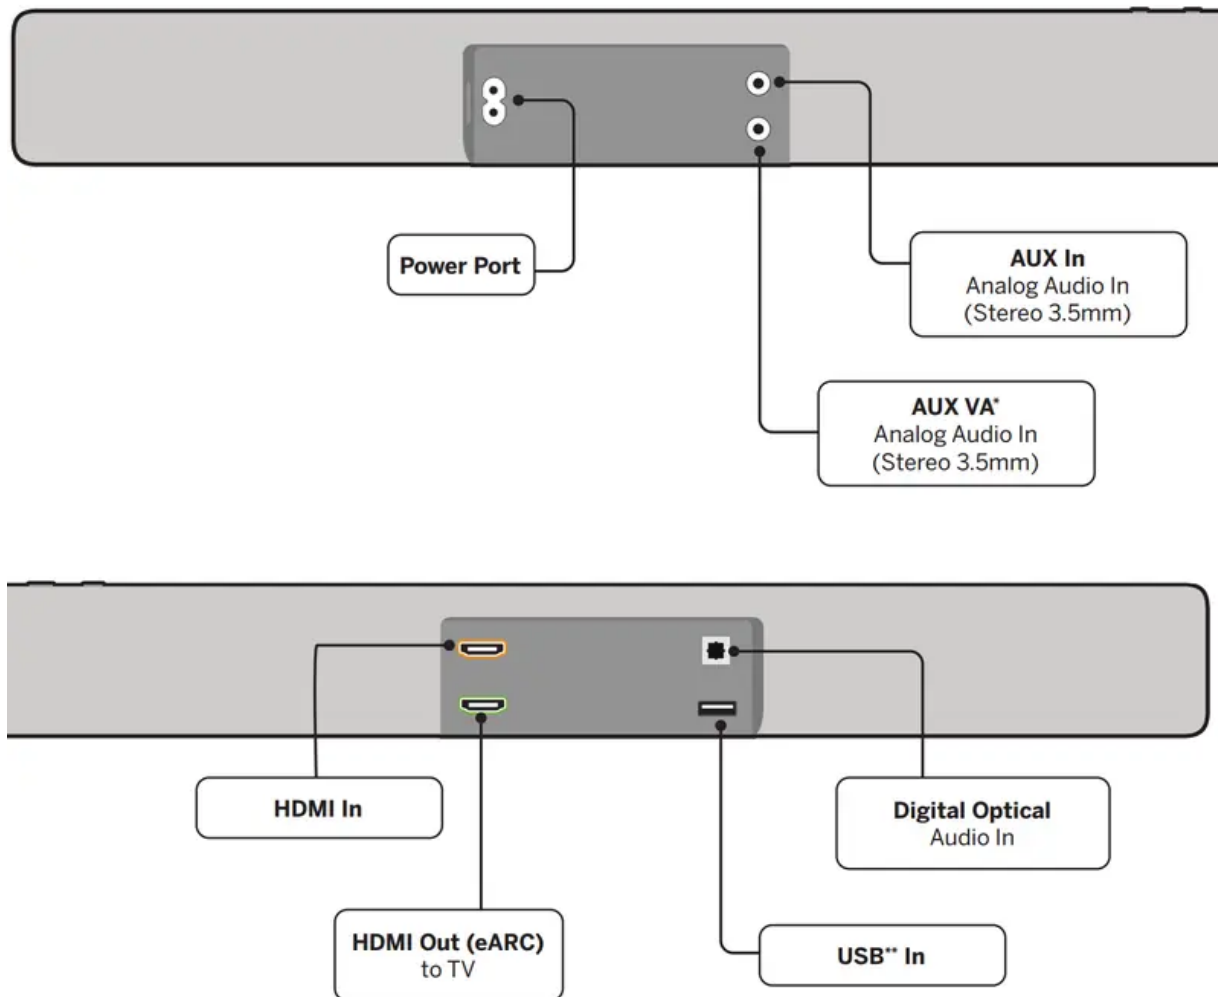 Power Port
AUX In
Analog Audio In
(Stereo 3.5mm)
AUX VA*
Analog Audio In
(Stereo 3.5mm)
HDMI In
Digital Optical
Audio In
HDMI Out (eARC)
to TV
USB** In